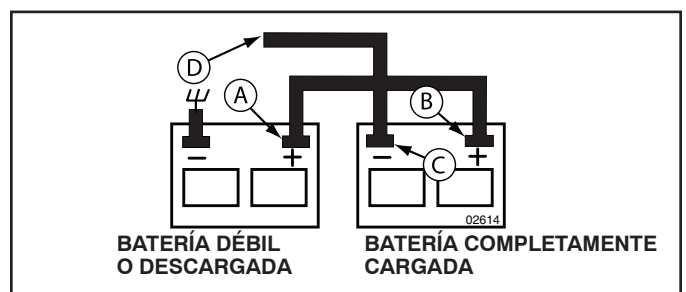 D
A
B
– + – +
C
02614
BATERÍA DÉBIL
O DESCARGADA
BATERÍA COMPLETAMENTE
CARGADA